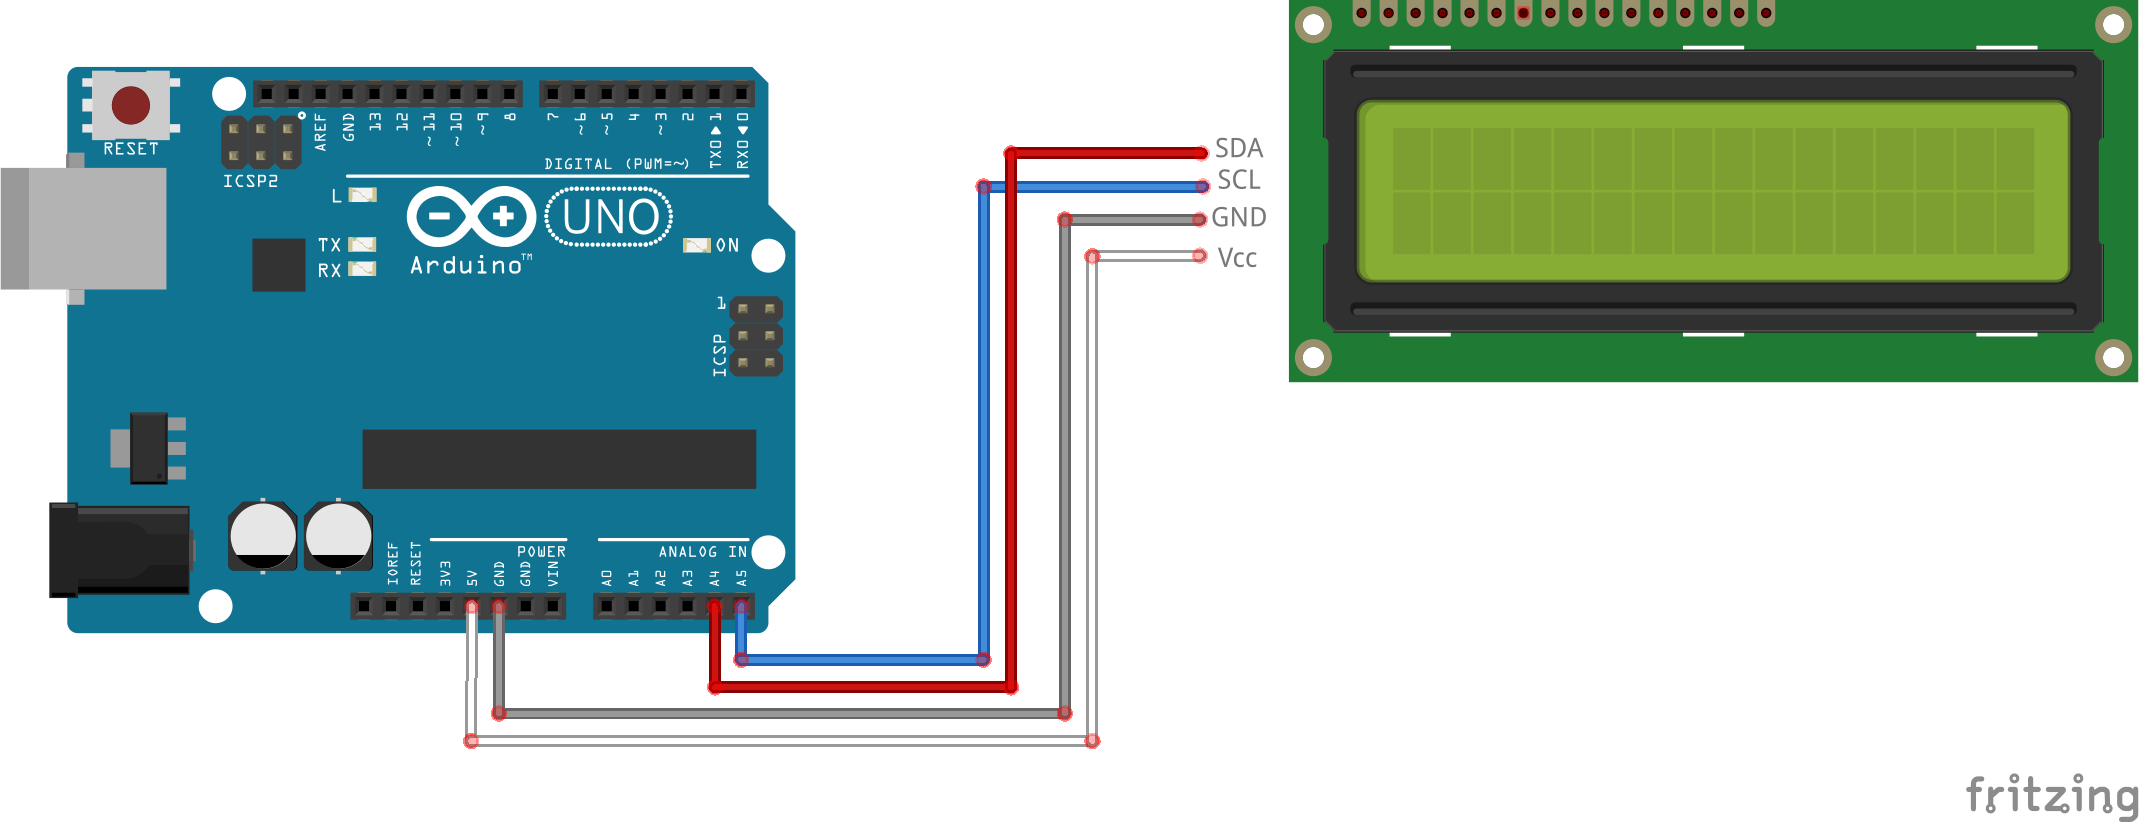 RESET
ICSP2
AREF
GND
13
12
~11
~10
~9
8
7
~6
~5
4
~3
2
TX0▶1
RX0◀0
DIGITAL (PWM=~)
L
TX
RX
UNO
Arduino™
ON
1
ICSP
IOREF
RESET
3V3
5V
GND
GND
VIN
POWER
A0
A1
A2
A3
A4
A5
ANALOG IN
SDA
SCL
GND
Vcc
fritzing